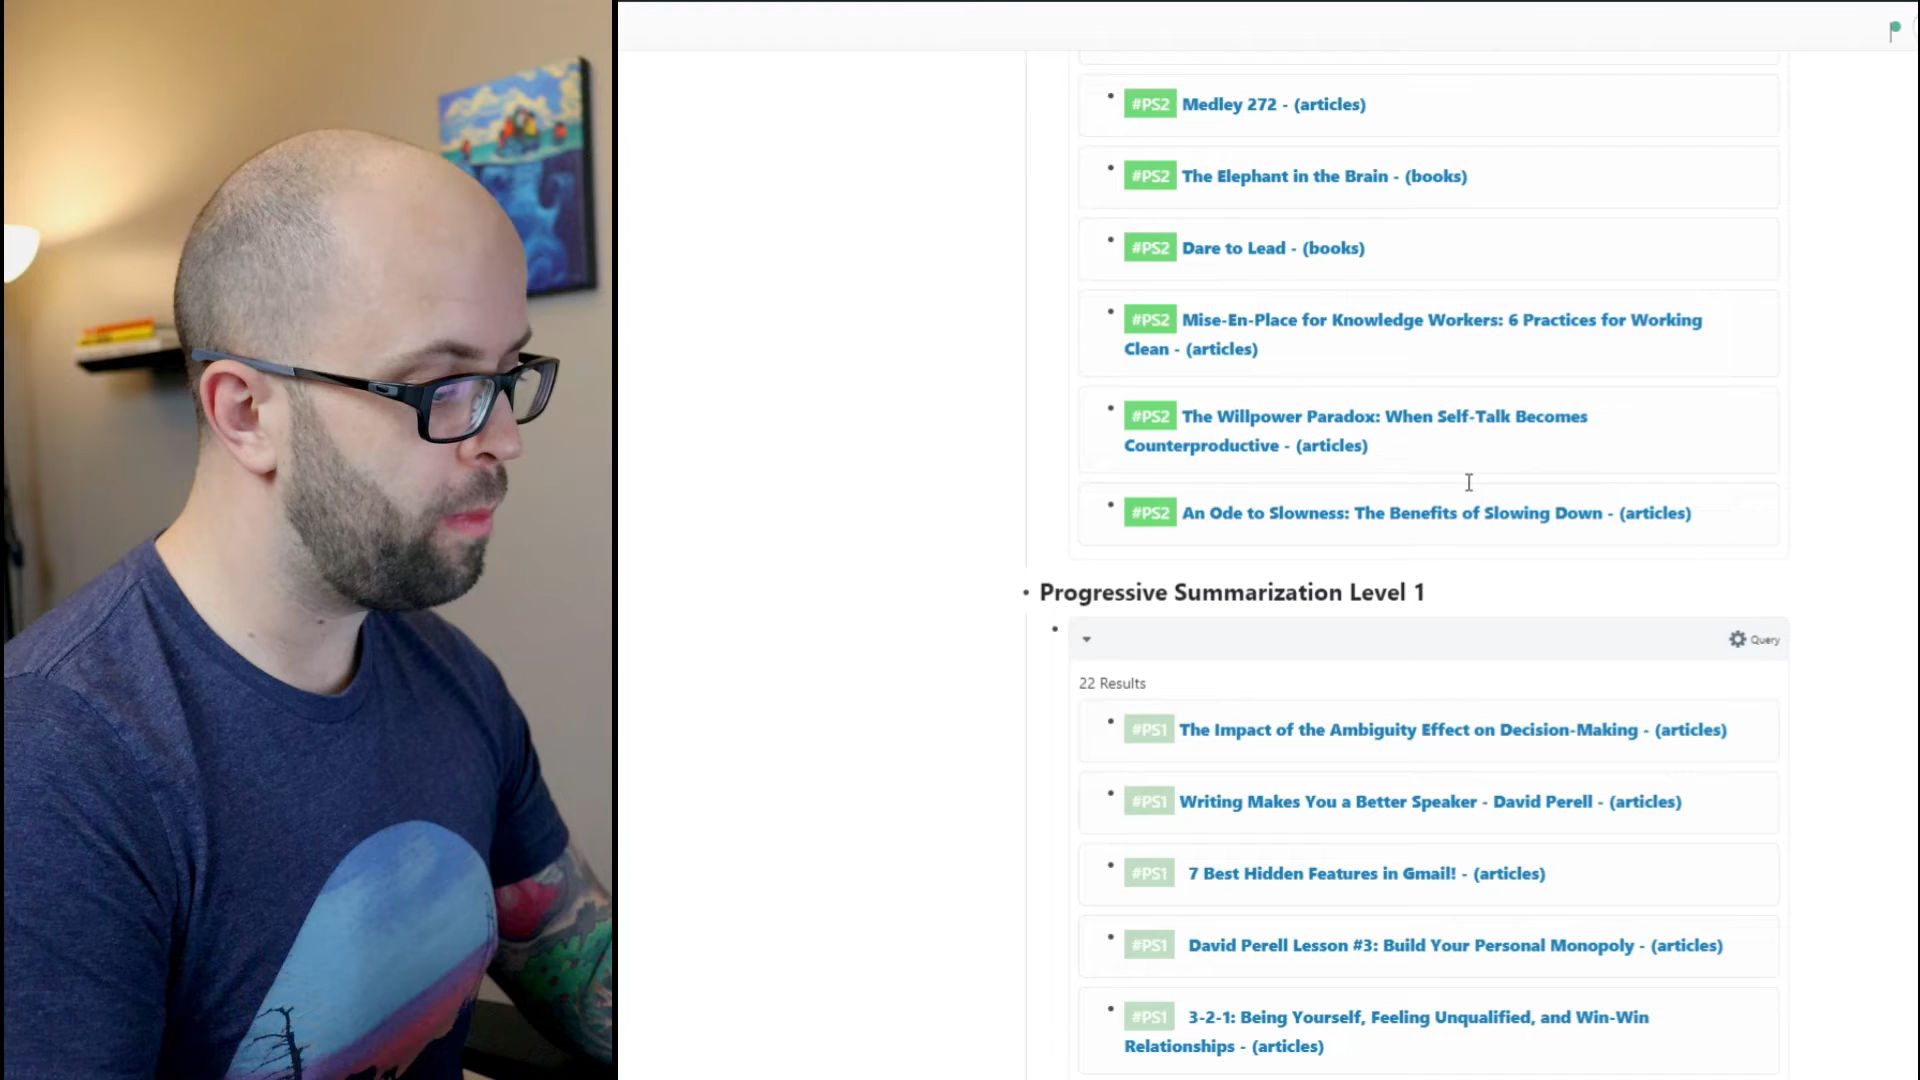 #PS2 Medley 272 - (articles)
#PS2 The Elephant in the Brain - (books)
#PS2 Dare to Lead - (books)
#PS2 Mise-En-Place for Knowledge Workers: 6 Practices for Working
Clean - (articles)
#PS2 The Willpower Paradox: When Self-Talk Becomes
Counterproductive - (articles)
#PS2 An Ode to Slowness: The Benefits of Slowing Down - (articles)
Progressive Summarization Level 1
Query
22 Results
#PS1 The Impact of the Ambiguity Effect on Decision-Making - (articles)
#PS1 Writing Makes You a Better Speaker - David Perell - (articles)
#PS1 7 Best Hidden Features in Gmail! - (articles)
#PS1 David Perell Lesson #3: Build Your Personal Monopoly - (articles)
#PS1 3-2-1: Being Yourself, Feeling Unqualified, and Win-Win
Relationships - (articles)